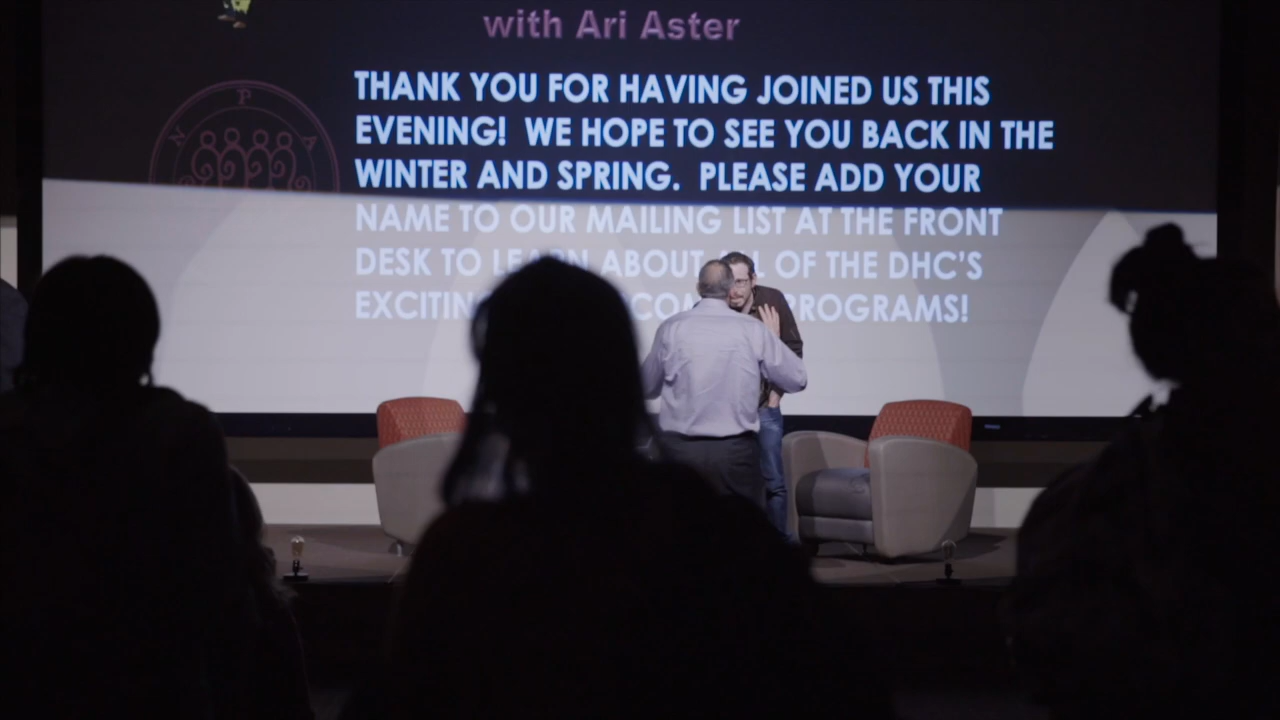 with Ari Aster
THANK YOU FOR HAVING JOINED US THIS
EVENING! WE HOPE TO SEE YOU BACK IN THE
WINTER AND SPRING. PLEASE ADD YOUR
NAME TO OUR MAILING LIST AT THE FRONT
DESK TO ABOUT OF THE DHC'S
P
A
N